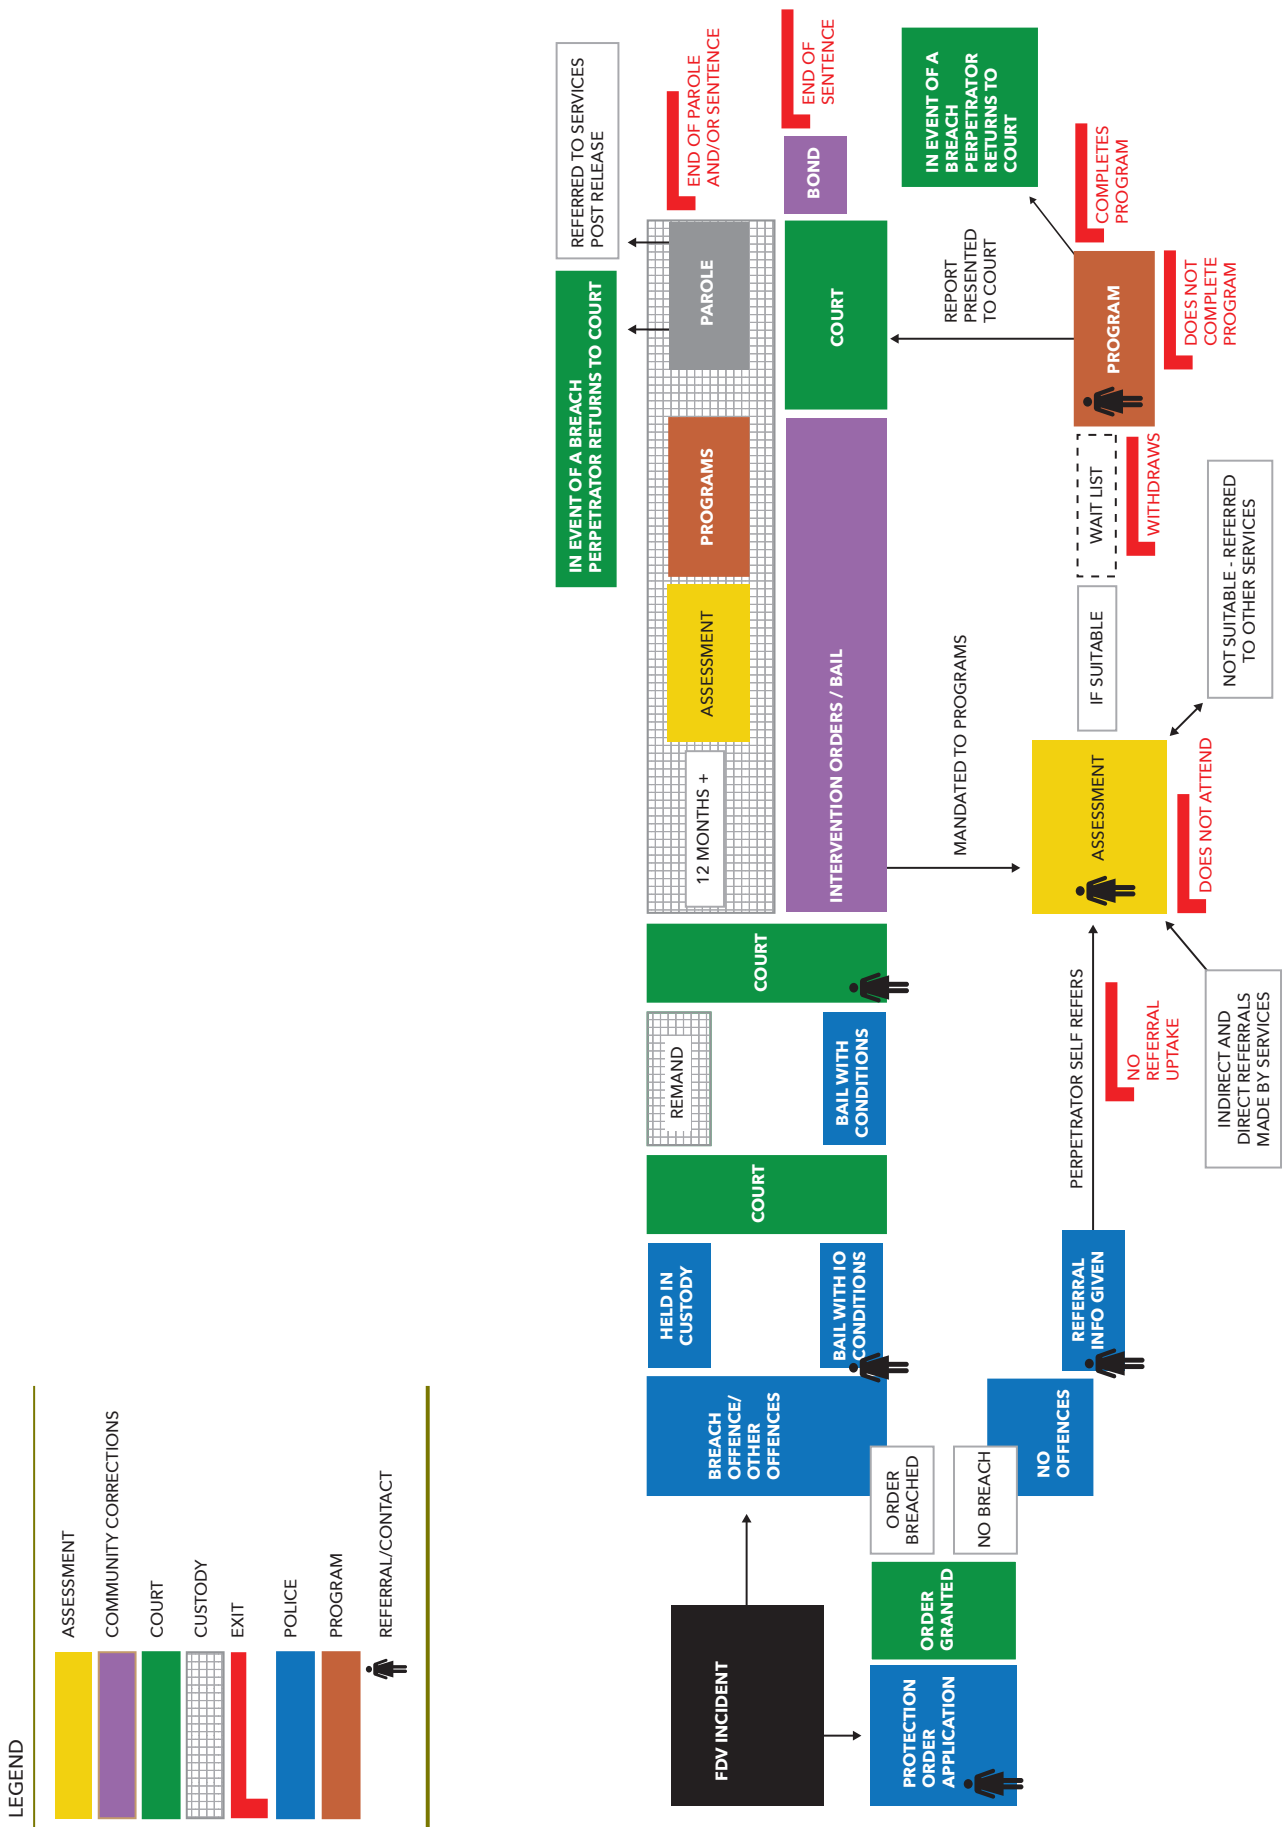 LEGEND
ASSESSMENT
COMMUNITY CORRECTIONS
COURT
CUSTODY
EXIT
POLICE
PROGRAM
REFERRAL/CONTACT
FDV INCIDENT
PROTECTION
ORDER
APPLICATION
ORDER
GRANTED
ORDER
BREACHED
NO BREACH
BREACH
OFFENCE/
OTHER
OFFENCES
NO
OFFENCES
HELD IN
CUSTODY
BAIL WITH IO
CONDITIONS
REFERRAL
INFO GIVEN
COURT
REMAND
BAIL WITH
CONDITIONS
PERPETRATOR SELF REFERS
NO
REFERRAL
UPTAKE
INDIRECT AND
DIRECT REFERRALS
MADE BY SERVICES
COURT
12 MONTHS +
ASSESSMENT
PROGRAMS
PAROLE
IN EVENT OF A BREACH
PERPETRATOR RETURNS TO COURT
REFERRED TO SERVICES
POST RELEASE
END OF PAROLE
AND/OR SENTENCE
INTERVENTION ORDERS / BAIL
COURT
BOND
END OF
SENTENCE
MANDATED TO PROGRAMS
REPORT
PRESENTED
TO COURT
IN EVENT OF A
BREACH
PERPETRATOR
RETURNS TO
COURT
ASSESSMENT
DOES NOT ATTEND
IF SUITABLE
NOT SUITABLE - REFERRED
TO OTHER SERVICES
WAIT LIST
WITHDRAWS
PROGRAM
COMPLETES
PROGRAM
DOES NOT
COMPLETE
PROGRAM